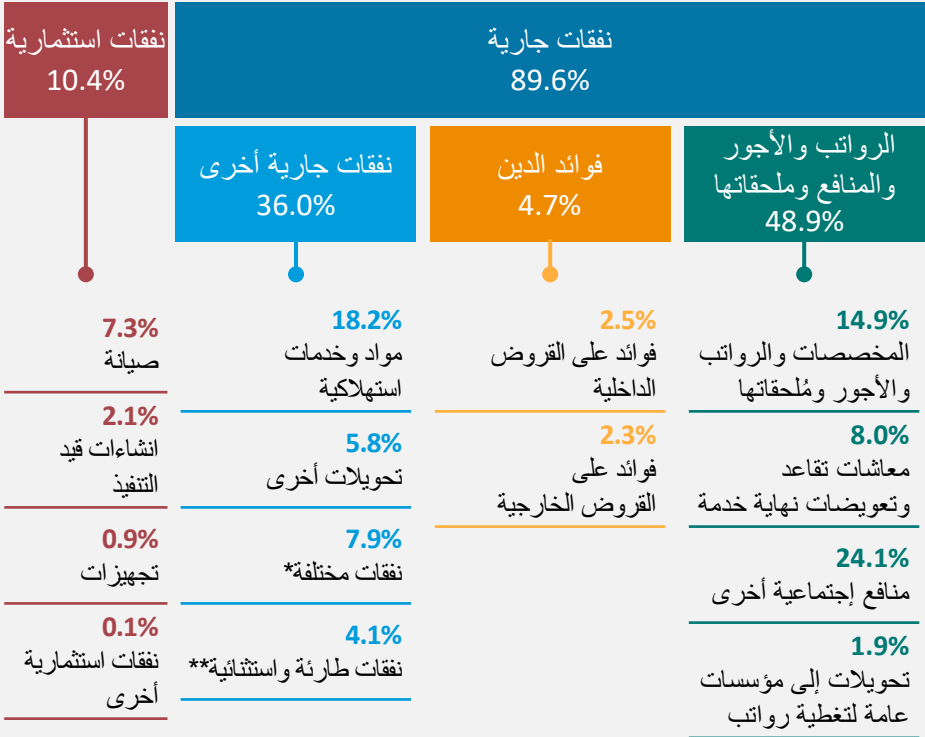 نفقات جارية
89.6%
نفقات استثمارية
10.4%
الرواتب والأجور
والمنافع وملحقاتها
48.9%
14.9%
المخصصات والرواتب
والأجور ومُلحقاتها
8.0%
معاشات تقاعد
وتعويضات نهاية خدمة
24.1%
منافع إجتماعية أخرى
1.9%
تحويلات إلى مؤسسات
عامة لتغطية رواتب
فوائد الدين
4.7%
2.5%
فوائد على القروض
الداخلية
2.3%
فوائد على
القروض الخارجية
نفقات جارية أخرى
36.0%
18.2%
مواد وخدمات
استهلاكية
5.8%
تحويلات أخرى
7.9%
نفقات مختلفة*
4.1%
نفقات طارئة واستثنائية**
7.3%
صيانة
2.1%
انشاءات قيد
التنفيذ
0.9%
تجهيزات
0.1%
نفقات استثمارية
أخرى